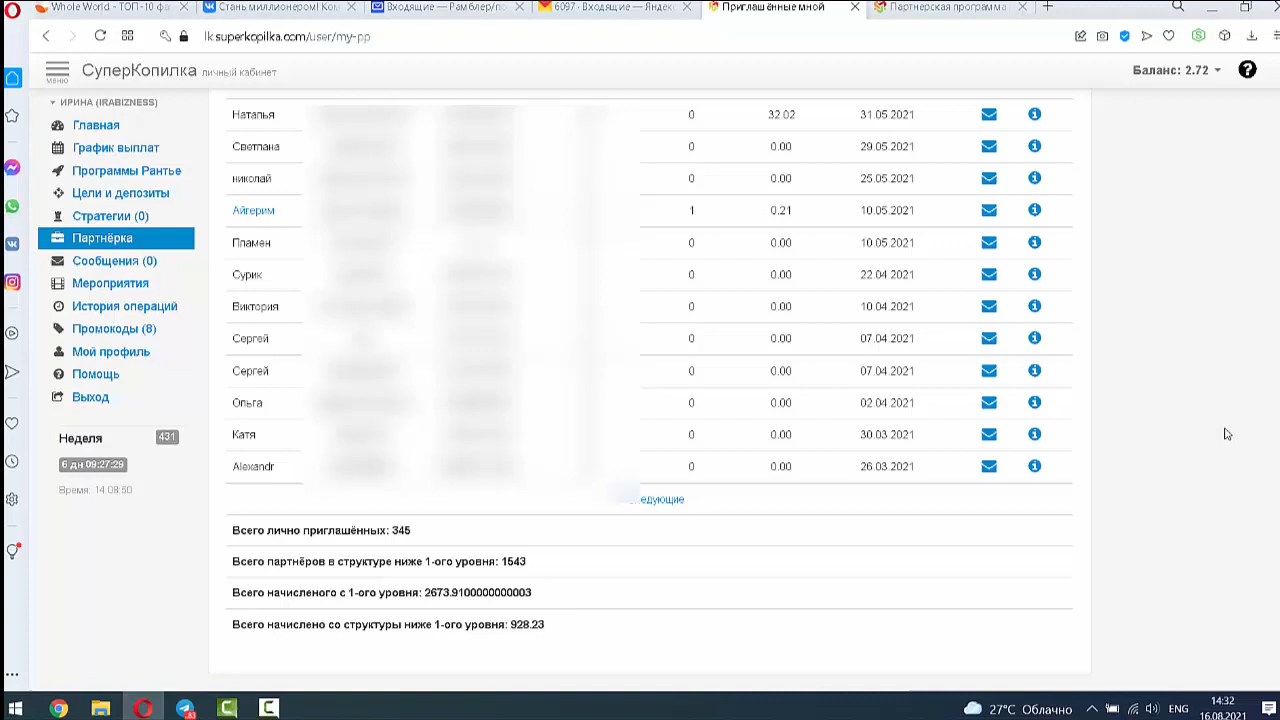 Whole World - ТОП-10 фа
Стань миллионером! Ком
Входящие — Рамблер/по
6097 · Входящие — Яндек
Приглашённые мной
Партнерская программа
lk.superkopilka.com/user/my-pp
МЕНЮ
СуперКопилка личный кабинет
Баланс: 2.72
ИРИНА (IRABIZNESS)
Главная
График выплат
Программы Рантье
Цели и депозиты
Стратегии (0)
Партнёрка
Сообщения (0)
Мероприятия
История операций
Промокоды (8)
Мой профиль
Помощь
Выход
Неделя 431
6 дн 09:27:29
Время: 14:08:50
Наталья 0 32.02 31.05.2021
Светлана 0 0.00 29.05.2021
николай 0 0.00 25.05.2021
Айгерим 1 0.21 10.05.2021
Пламен 0 0.00 10.05.2021
Сурик 0 0.00 22.04.2021
Виктория 0 0.00 10.04.2021
Сергей 0 0.00 07.04.2021
Сергей 0 0.00 07.04.2021
Ольга 0 0.00 02.04.2021
Катя 0 0.00 30.03.2021
Alexandr 0 0.00 26.03.2021
едующие
Всего лично приглашённых: 345
Всего партнёров в структуре ниже 1-ого уровня: 1543
Всего начисленого с 1-ого уровня: 2673.9100000000003
Всего начислено со структуры ниже 1-ого уровня: 928.23
83
27°C Облачно
ENG
14:32
16.08.2021